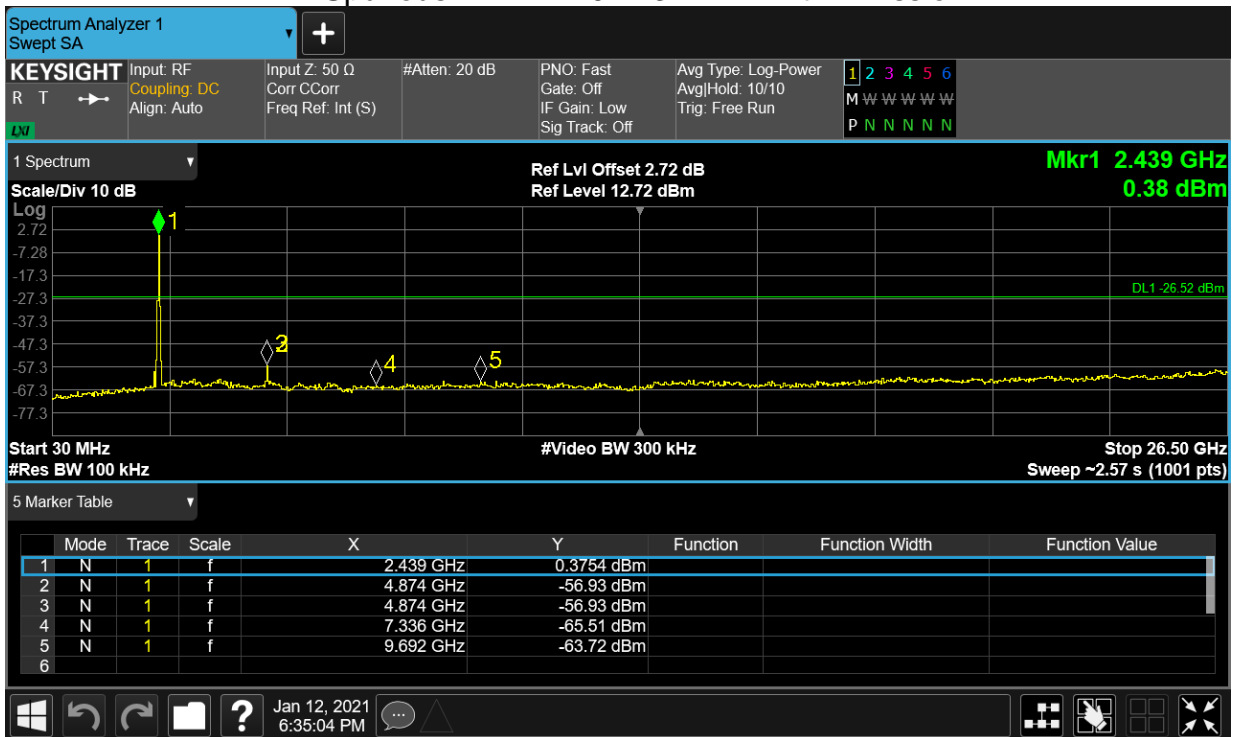 Spectrum Analyzer 1
Swept SA
+
KEYSIGHT
R T
LXI
Input: RF
Coupling: DC
Align: Auto
Input Z: 50 Ω
Corr CCorr
Freq Ref: Int (S)
#Atten: 20 dB
PNO: Fast
Gate: Off
IF Gain: Low
Sig Track: Off
Avg Type: Log-Power
Avg|Hold: 10/10
Trig: Free Run
1 2 3 4 5 6
M W W W W W
P N N N N N
1 Spectrum
Scale/Div 10 dB
Ref Lvl Offset 2.72 dB
Ref Level 12.72 dBm
Mkr1 2.439 GHz
0.38 dBm
Log
2.72
-7.28
-17.3
-27.3
-37.3
-47.3
-57.3
-67.3
-77.3
DL1 -26.52 dBm
1
4
5
Start 30 MHz
#Res BW 100 kHz
#Video BW 300 kHz
Stop 26.50 GHz
Sweep ~2.57 s (1001 pts)
5 Marker Table
Mode Trace Scale X Y Function Function Width Function Value
1 N 1 f 2.439 GHz 0.3754 dBm
2 N 1 f 4.874 GHz -56.93 dBm
3 N 1 f 4.874 GHz -56.93 dBm
4 N 1 f 7.336 GHz -65.51 dBm
5 N 1 f 9.692 GHz -63.72 dBm
6
?
Jan 12, 2021
6:35:04 PM